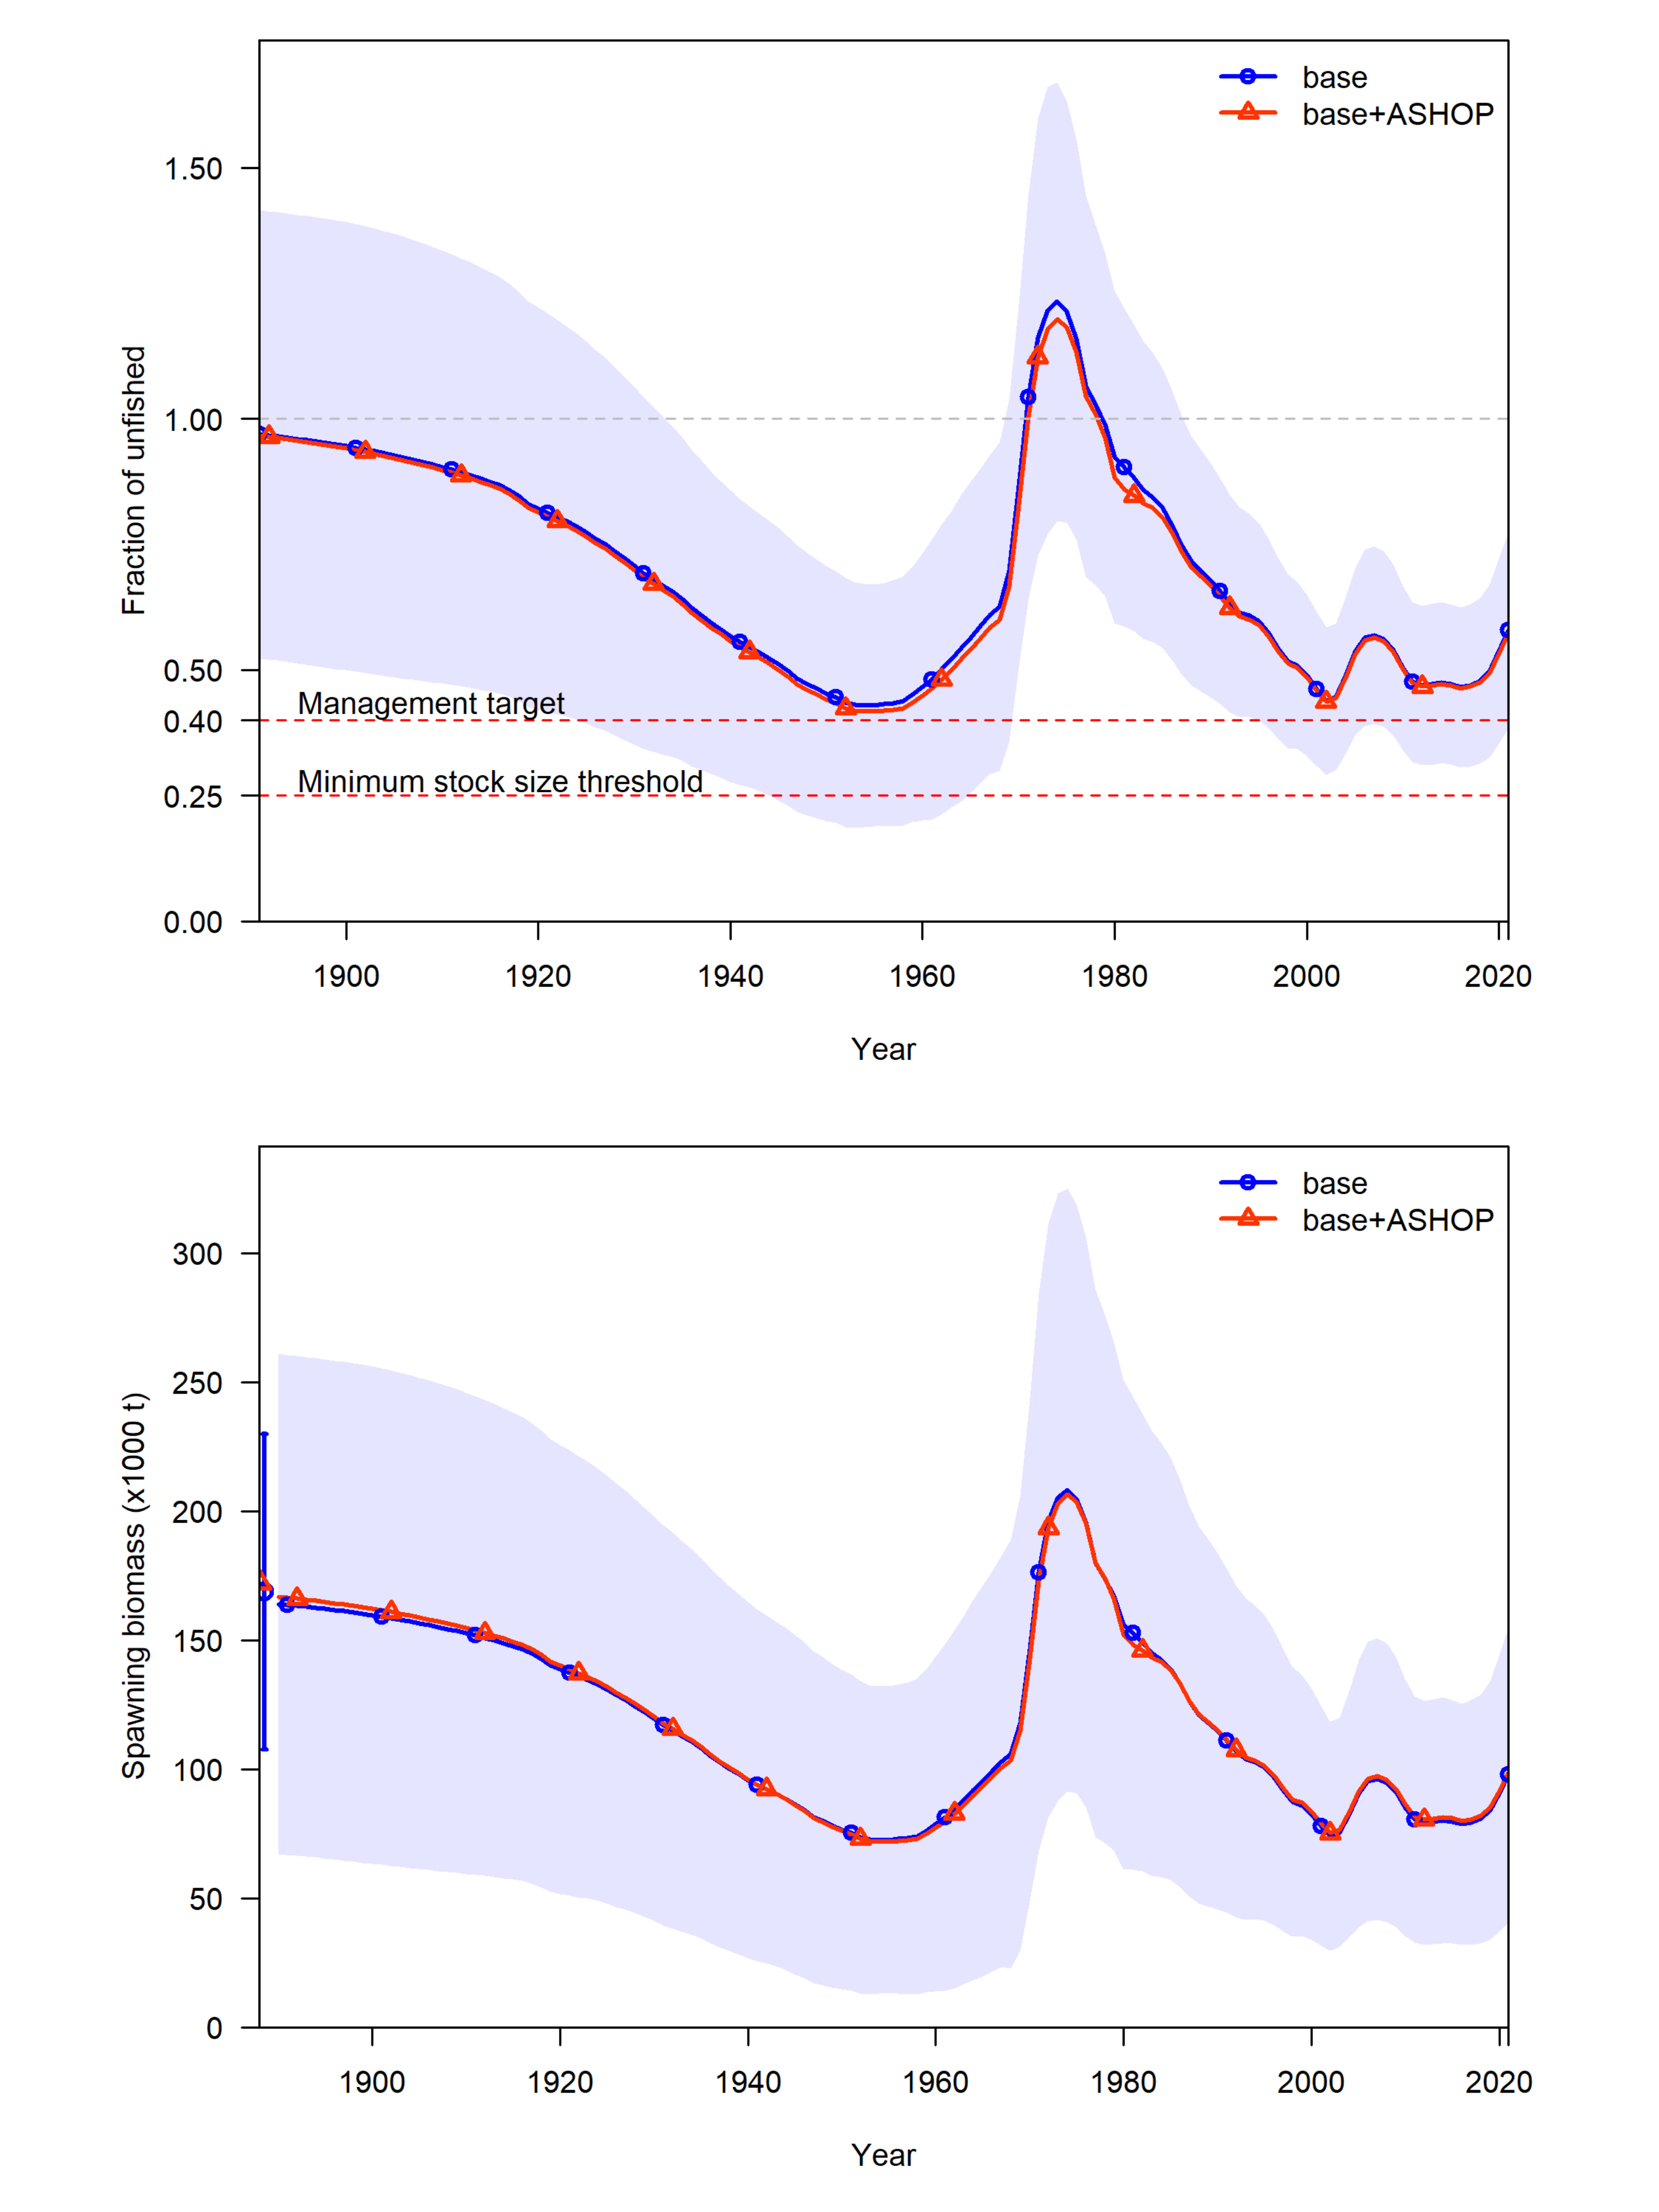 base
base+ASHOP
Fraction of unfished
1.50
1.00
0.50
0.40
0.25
0.00
Management target
Minimum stock size threshold
1900 1920 1940 1960 1980 2000 2020
Year
base
base+ASHOP
Spawning biomass (x1000 t)
300
250
200
150
100
50
0
1900 1920 1940 1960 1980 2000 2020
Year